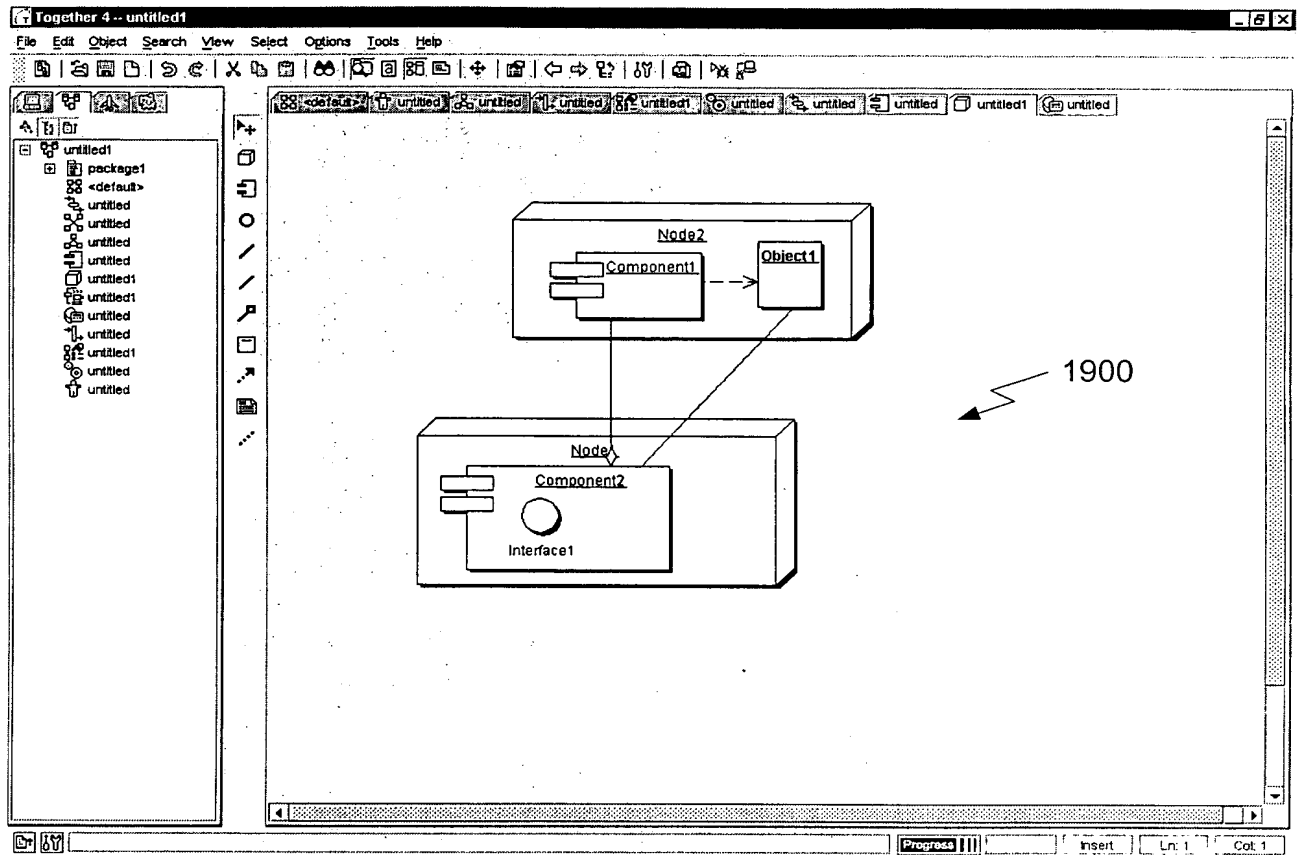 Together 4 -- untitled1
File Edit Object Search View Select Options Tools Help
<default> untitled untitled untitled untitled1 untitled untitled untitled untitled1 untitled
untitled1
package1
<default>
untitled
untitled
untitled
untitled
untitled1
untitled1
untitled
untitled
untitled1
untitled
untitled
Node2
Component1
Object1
1900
Node
Component2
Interface1
Progress
Insert
Ln: 1
Col: 1